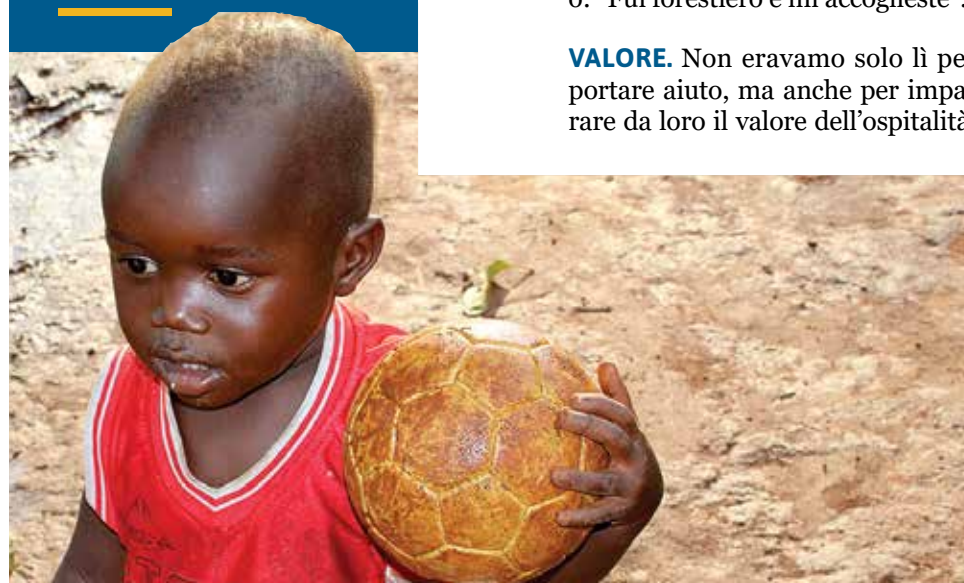 VALORE. Non eravamo solo lì pe
portare aiuto, ma anche per impa
rare da loro il valore dell’ospitalità